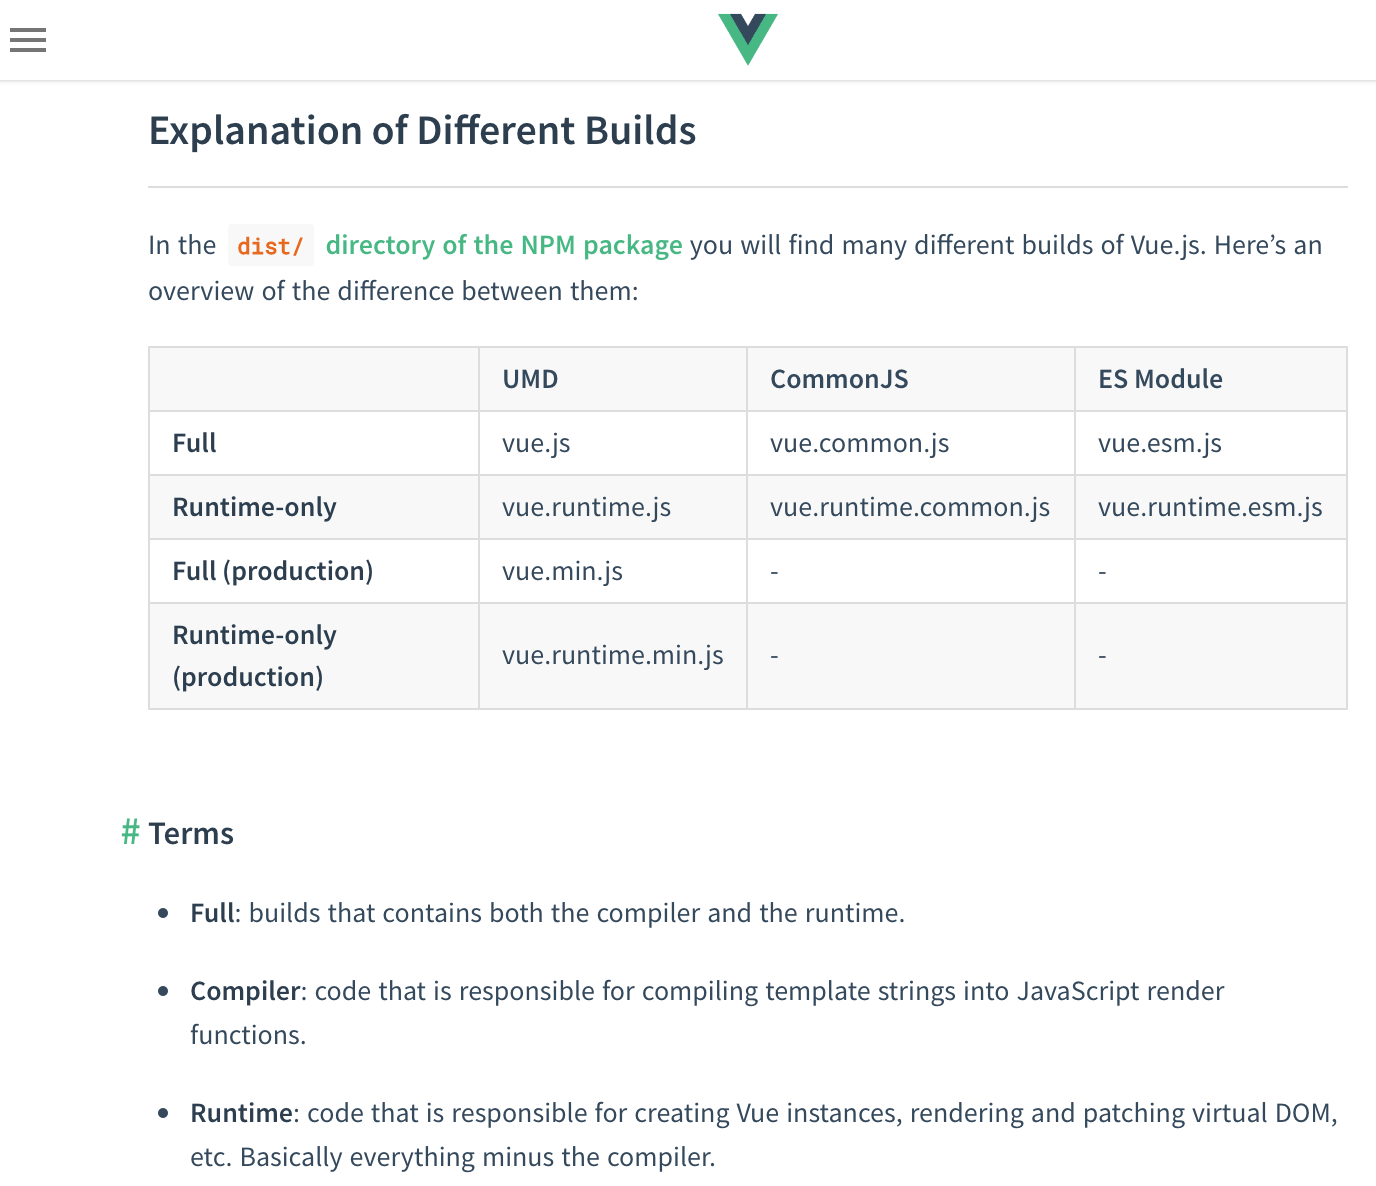 Explanation of Different Builds
In the dist/ directory of the NPM package you will find many different builds of Vue.js. Here’s an
overview of the difference between them:
UMD CommonJS ES Module
Full vue.js vue.common.js vue.esm.js
Runtime-only vue.runtime.js vue.runtime.common.js vue.runtime.esm.js
Full (production) vue.min.js - -
Runtime-only
(production) vue.runtime.min.js - -
# Terms
• Full: builds that contains both the compiler and the runtime.
• Compiler: code that is responsible for compiling template strings into JavaScript render
functions.
• Runtime: code that is responsible for creating Vue instances, rendering and patching virtual DOM,
etc. Basically everything minus the compiler.